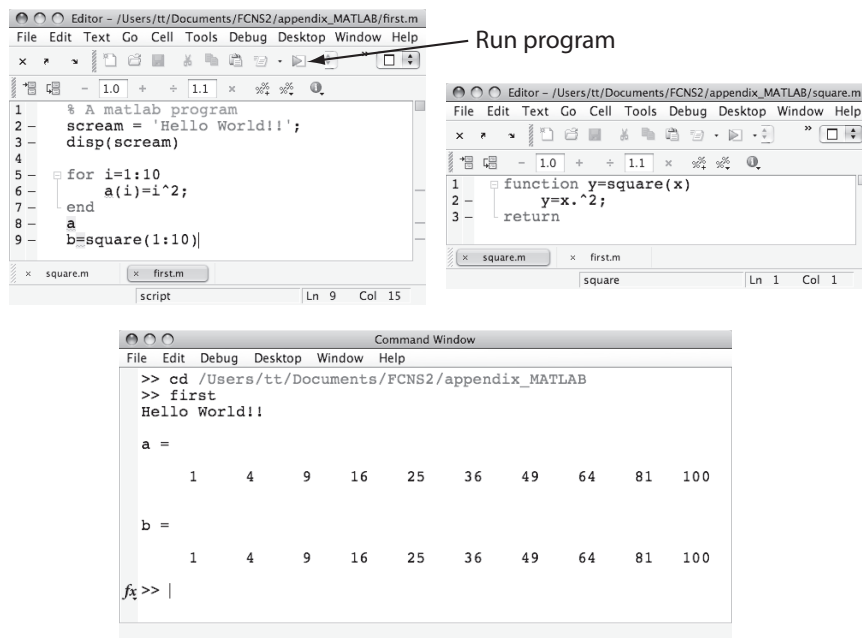 Editor – /Users/tt/Documents/FCNS2/appendix_MATLAB/first.m
File Edit Text Go Cell Tools Debug Desktop Window Help
Run program
- 1.0 + ÷ 1.1 ×
1 % A matlab program
2 – scream = 'Hello World!!';
3 – disp(scream)
4
5 – for i=1:10
6 – a(i)=i^2;
7 – end
8 – a
9 – b=square(1:10)
× square.m × first.m
script Ln 9 Col 15
Editor – /Users/tt/Documents/FCNS2/appendix_MATLAB/square.m
File Edit Text Go Cell Tools Debug Desktop Window Help
- 1.0 + ÷ 1.1 ×
1 function y=square(x)
2 – y=x.^2;
3 – return
× square.m × first.m
square Ln 1 Col 1
Command Window
File Edit Debug Desktop Window Help
>> cd /Users/tt/Documents/FCNS2/appendix_MATLAB
>> first
Hello World!!
a =
1 4 9 16 25 36 49 64 81 100
b =
1 4 9 16 25 36 49 64 81 100
fx >>